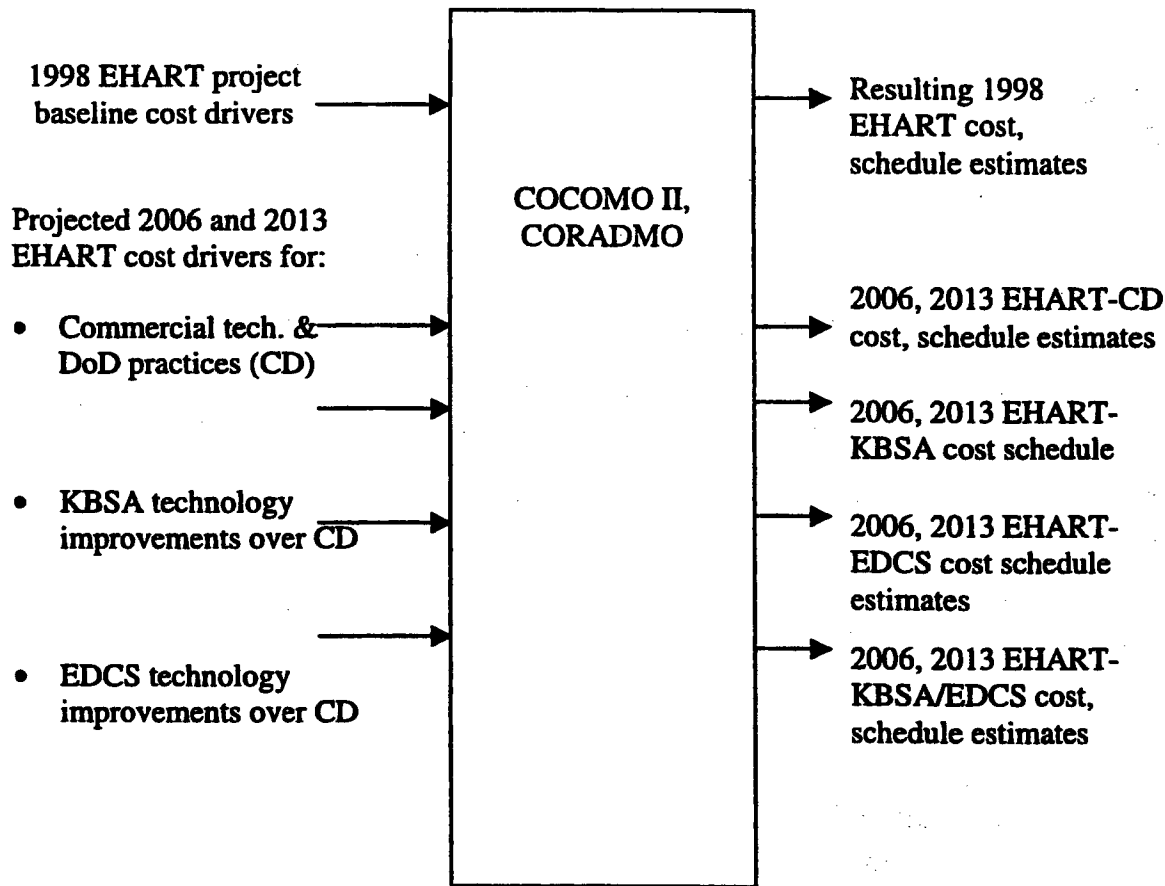 1998 EHART project
baseline cost drivers
Projected 2006 and 2013
EHART cost drivers for:
• Commercial tech. &
DoD practices (CD)
• KBSA technology
improvements over CD
• EDCS technology
improvements over CD
COCOMO II,
CORADMO
Resulting 1998
EHART cost,
schedule estimates
2006, 2013 EHART-CD
cost, schedule estimates
2006, 2013 EHART-
KBSA cost schedule
2006, 2013 EHART-
EDCS cost schedule
estimates
2006, 2013 EHART-
KBSA/EDCS cost,
schedule estimates